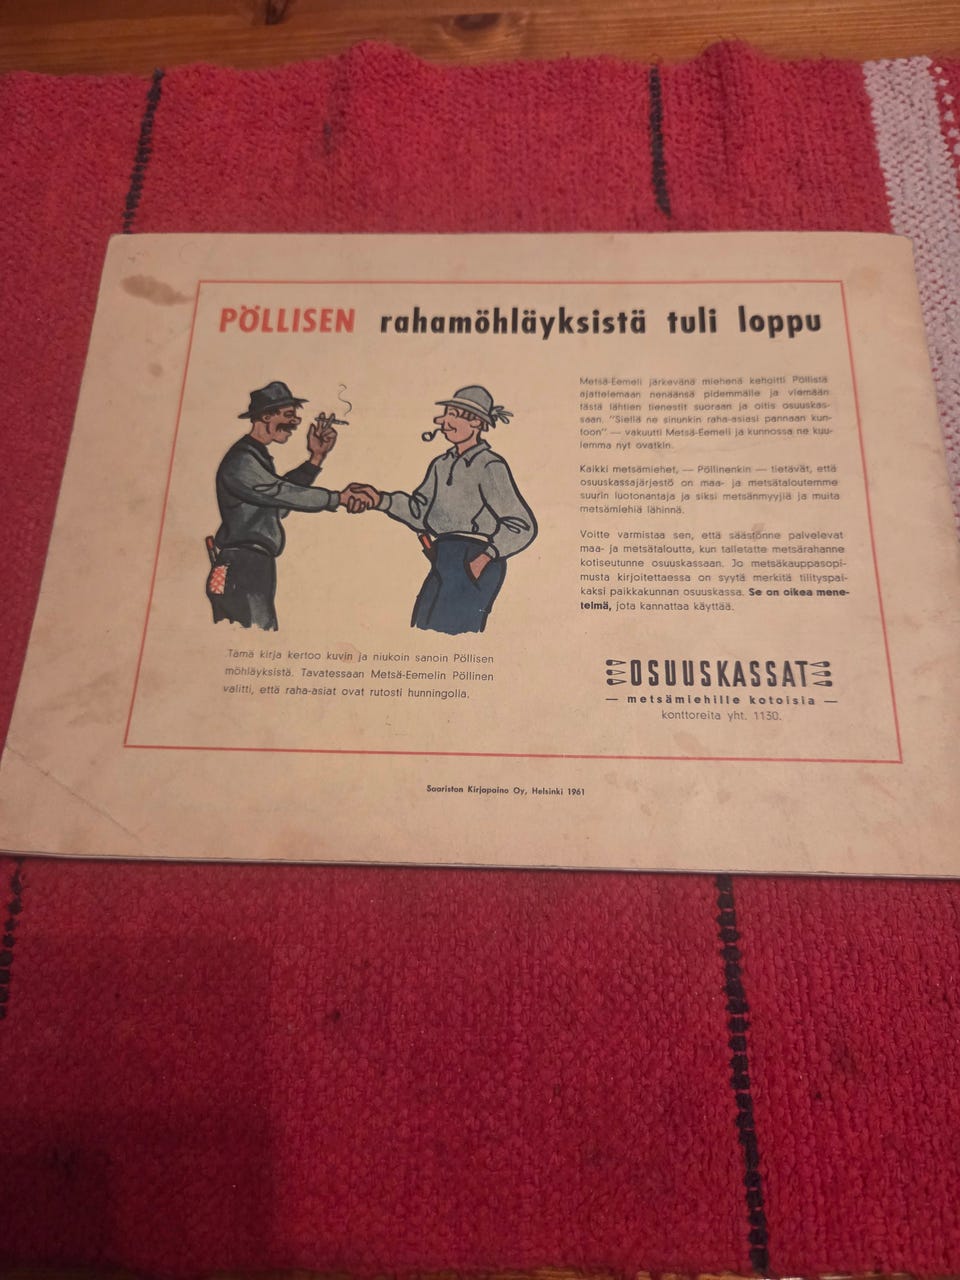 PÖLLISEN rahamöhläyksistä tuli loppu
Tämä kirja kertoo kuvin ja niukoin sanoin Pöllisen
möhläyksistä. Tavatessaan Metsä-Eemelin Pöllinen
valitti, että raha-asiat ovat rutosti hunningolla.
Metsä-Eemeli järkevänä miehenä kehoitti Pöllistä
ajattelemaan nenäänsä pidemmälle ja viemään
tästä lähtien tienestit suoraan ja oitis osuuskas-
saan. "Siellä ne sinunkin raha-asiasi pannaan kun-
toon" — vakuutti Metsä-Eemeli ja kunnossa ne kuu-
lemma nyt ovatkin.
Kaikki metsämiehet, — Pöllinenkin — tietävät, että
osuuskassajärjestö on maa- ja metsätaloutemme
suurin luotonantaja ja siksi metsänmyyjiä ja muita
metsämiehiä lähinnä.
Voitte varmistaa sen, että säästönne palvelevat
maa- ja metsätaloutta, kun talletatte metsärahanne
kotiseutunne osuuskassaan. Jo metsäkauppasopi-
musta kirjoitettaessa on syytä merkitä tilityspai-
kaksi paikkakunnan osuuskassa. Se on oikea mene-
telmä, jota kannattaa käyttää.
OSUUSKASSAT
— metsämiehille kotoisia —
konttoreita yht. 1130.
Saariston Kirjapaino Oy, Helsinki 1961